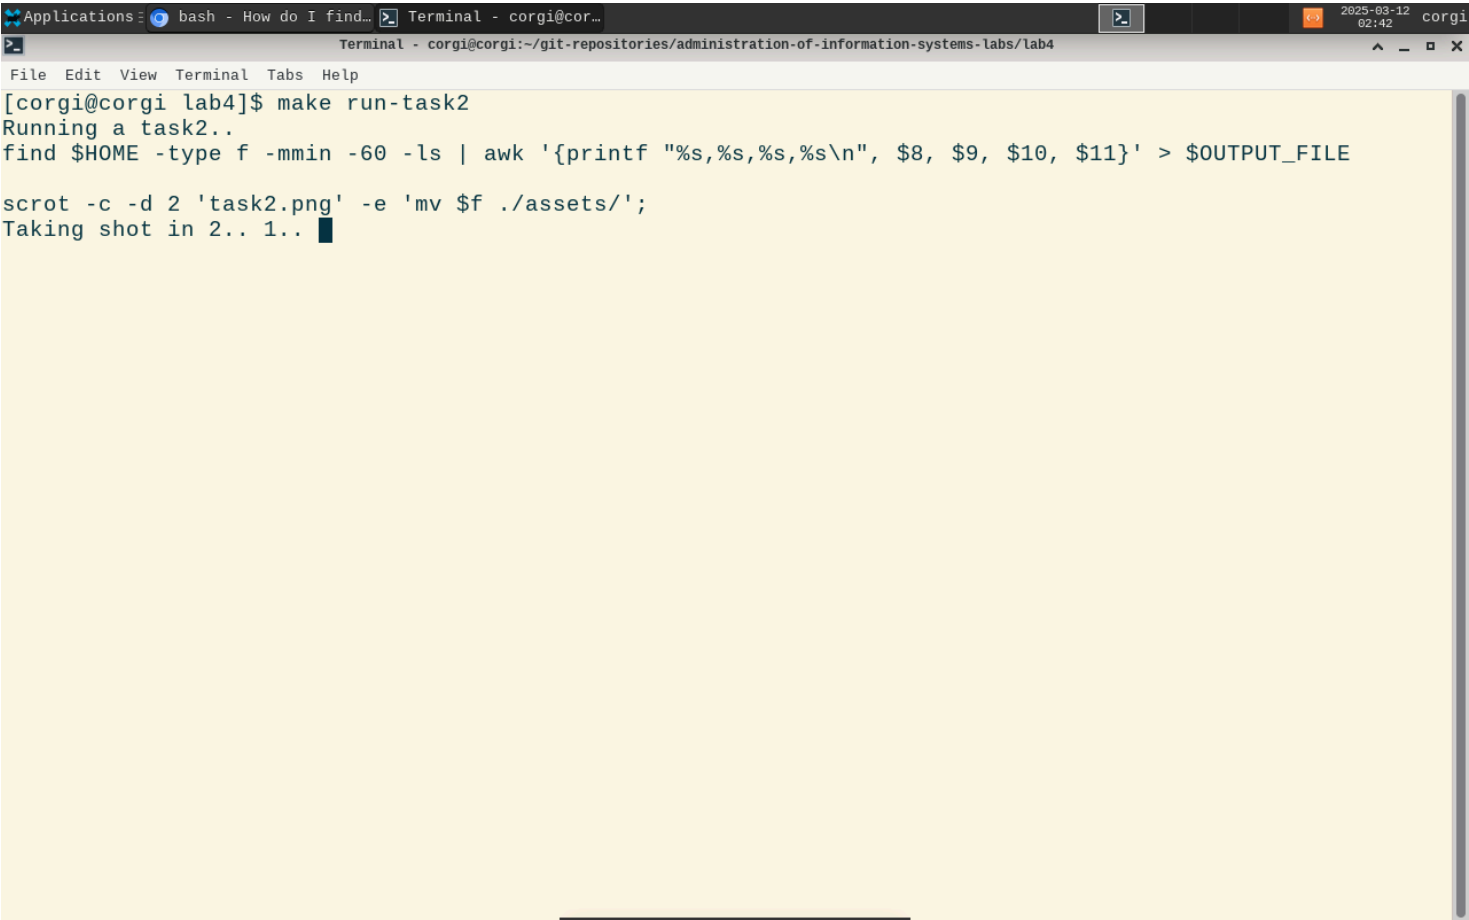 Applications bash - How do I find… Terminal - corgi@cor… 2025-03-12 02:42 corgi
Terminal - corgi@corgi:~/git-repositories/administration-of-information-systems-labs/lab4
File Edit View Terminal Tabs Help
[corgi@corgi lab4]$ make run-task2
Running a task2..
find $HOME -type f -mmin -60 -ls | awk '{printf "%s,%s,%s,%s\n", $8, $9, $10, $11}' > $OUTPUT_FILE
scrot -c -d 2 'task2.png' -e 'mv $f ./assets/';
Taking shot in 2.. 1..